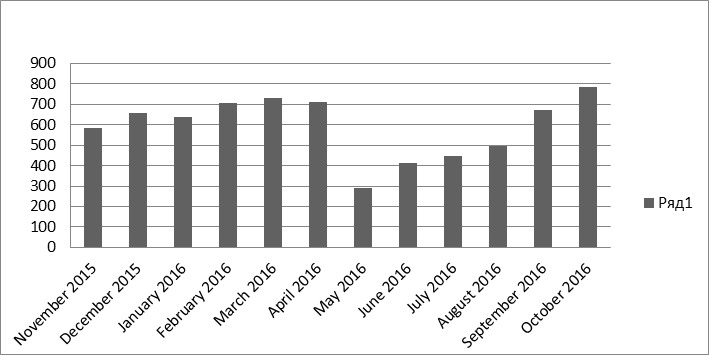 900
800
700
600
500
400
300
200
100
0
November 2015
December 2015
January 2016
February 2016
March 2016
April 2016
May 2016
June 2016
July 2016
August 2016
September 2016
October 2016
Ряд1